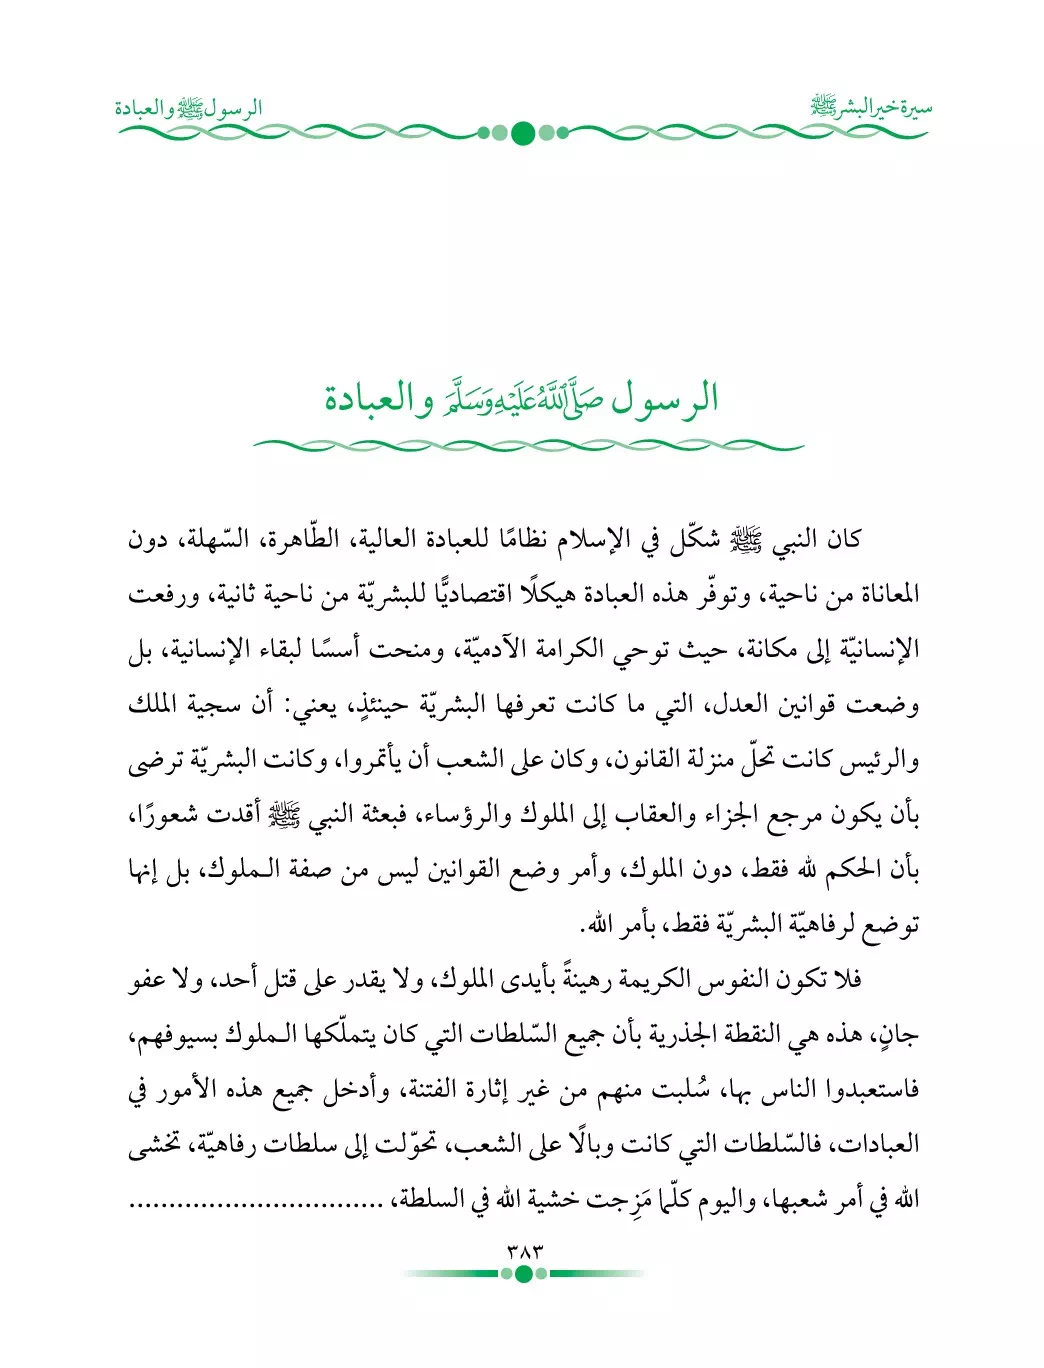 سيرة خير البشر ﷺ
الرسول ﷺ والعبادة
الرسول ﷺ والعبادة
كان النبي ﷺ شكّل في الإسلام نظامًا للعبادة العالية، الطّاهرة، السّهلة، دون
المعاناة من ناحية، وتوفّر هذه العبادة هيكلًا اقتصاديًّا للبشريّة من ناحية ثانية، ورفعت
الإنسانيّة إلى مكانة، حيث توحي الكرامة الآدميّة، ومنحت أسسًا لبقاء الإنسانية، بل
وضعت قوانين العدل، التي ما كانت تعرفها البشريّة حينئذٍ، يعني: أن سجية الملك
والرئيس كانت تحلّ منزلة القانون، وكان على الشعب أن يأتمروا، وكانت البشريّة ترضى
بأن يكون مرجع الجزاء والعقاب إلى الملوك والرؤساء، فبعثة النبي ﷺ أقدت شعورًا،
بأن الحكم لله فقط، دون الملوك، وأمر وضع القوانين ليس من صفة الـملوك، بل إنها
توضع لرفاهيّة البشريّة فقط، بأمر الله.
فلا تكون النفوس الكريمة رهينةً بأيدى الملوك، ولا يقدر على قتل أحد، ولا عفو
جانٍ، هذه هي النقطة الجذرية بأن جميع السّلطات التي كان يتملّكها الـملوك بسيوفهم،
فاستعبدوا الناس بها، سُلبت منهم من غير إثارة الفتنة، وأدخل جميع هذه الأمور في
العبادات، فالسّلطات التي كانت وبالًا على الشعب، تحوّلت إلى سلطات رفاهيّة، تخشى
الله في أمر شعبها، واليوم كلّما مَزِجت خشية الله في السلطة، ................................
٣٨٣